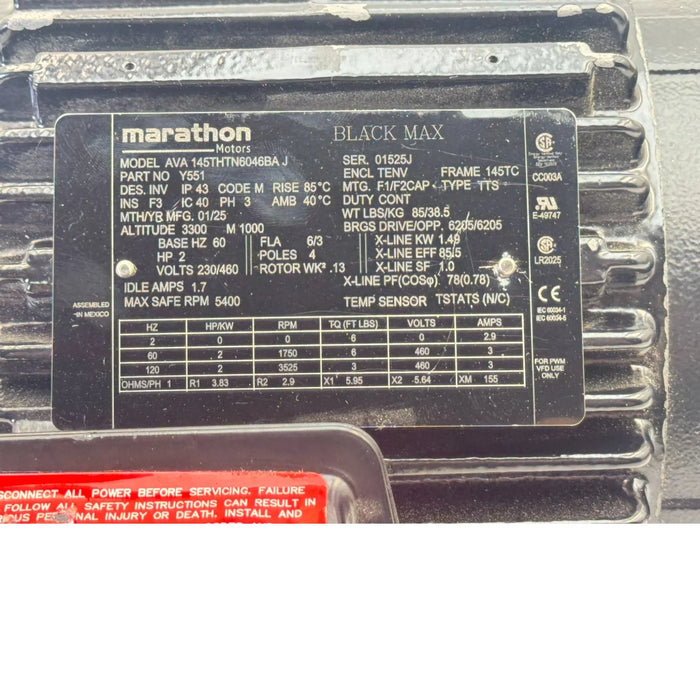 marathon
Motors
BLACK MAX
MODEL AVA 145THTN6046BA J SER. 01525J
PART NO Y551 ENCL TENV FRAME 145TC
DES. INV IP 43 CODE M RISE 85°C MTG. F1/F2CAP TYPE TTS
INS F3 IC 40 PH 3 AMB 40°C DUTY CONT
MTH/YR MFG. 01/25 WT LBS/KG 85/38.5
ALTITUDE 3300 M 1000 BRGS DRIVE/OPP. 6205/6205
BASE HZ 60 FLA 6/3 X-LINE KW 1.49
HP 2 POLES 4 X-LINE EFF 85.5
VOLTS 230/460 ROTOR WK² .13 X-LINE SF 1.0
IDLE AMPS 1.7 X-LINE PF(COSφ) 78(0.78)
MAX SAFE RPM 5400 TEMP SENSOR TSTATS (N/C)
HZ HP/KW RPM TQ (FT LBS) VOLTS AMPS
2 0 0 6 0 2.9
60 2 1750 6 460 3
120 2 3525 3 460 3
OHMS/PH 1 R1 3.83 R2 2.9 X1 5.95 X2 5.64 XM 155
ASSEMBLED
IN MEXICO
CC003A
E-49747
LR2025
CE
IEC 60034-1
IEC 60034-5
FOR PWM
VFD USE
ONLY
SCONNECT ALL POWER BEFORE SERVICING. FAILURE
FOLLOW ALL SAFETY INSTRUCTIONS CAN RESULT IN
INJURY OR DEATH. INSTALL AND